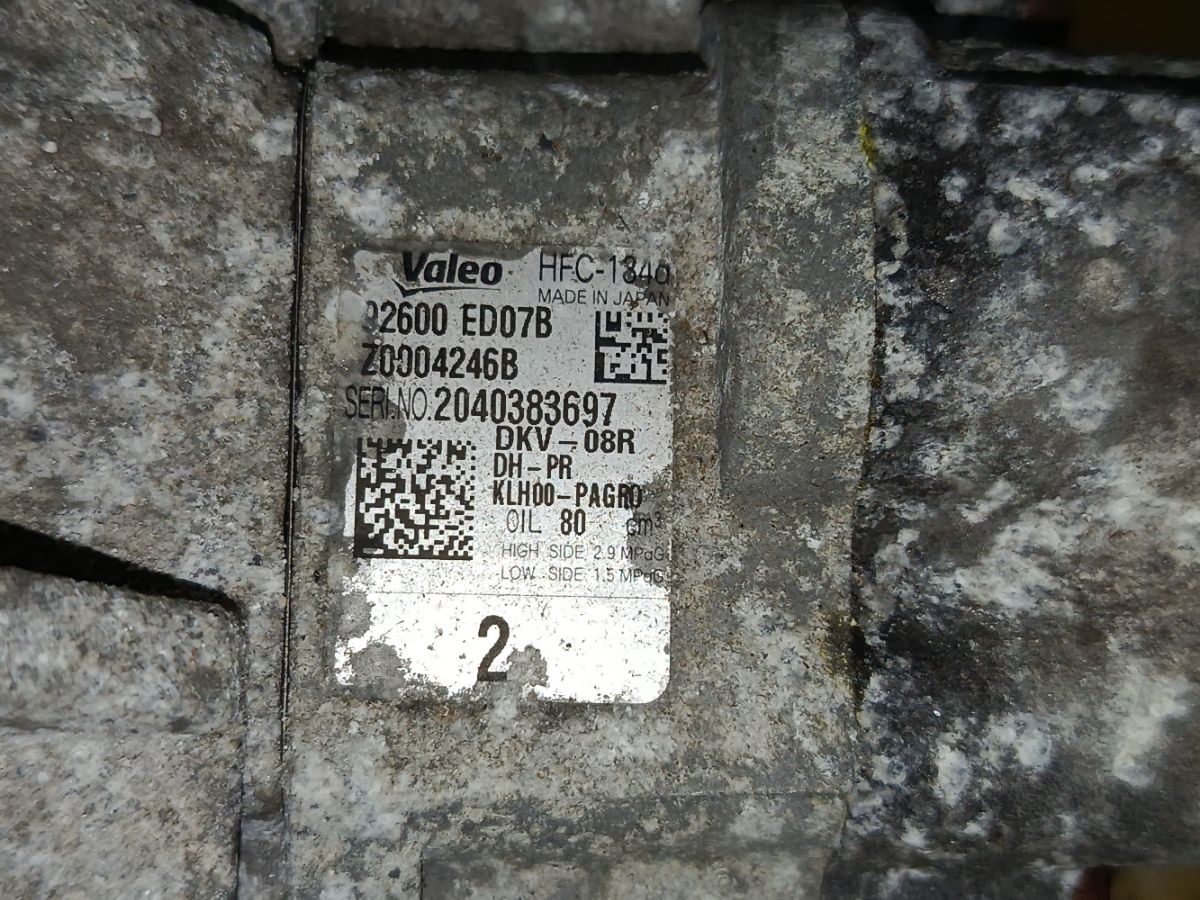 Valeo HFC-134a
MADE IN JAPAN
92600 ED07B
Z0004246B
SERI.NO. 2040383697
DKV-08R
DH-PR
KLH00-PAGR0
OIL 80 cm³
HIGH SIDE 2.9 MPaG
LOW SIDE 1.5 MPaG
2